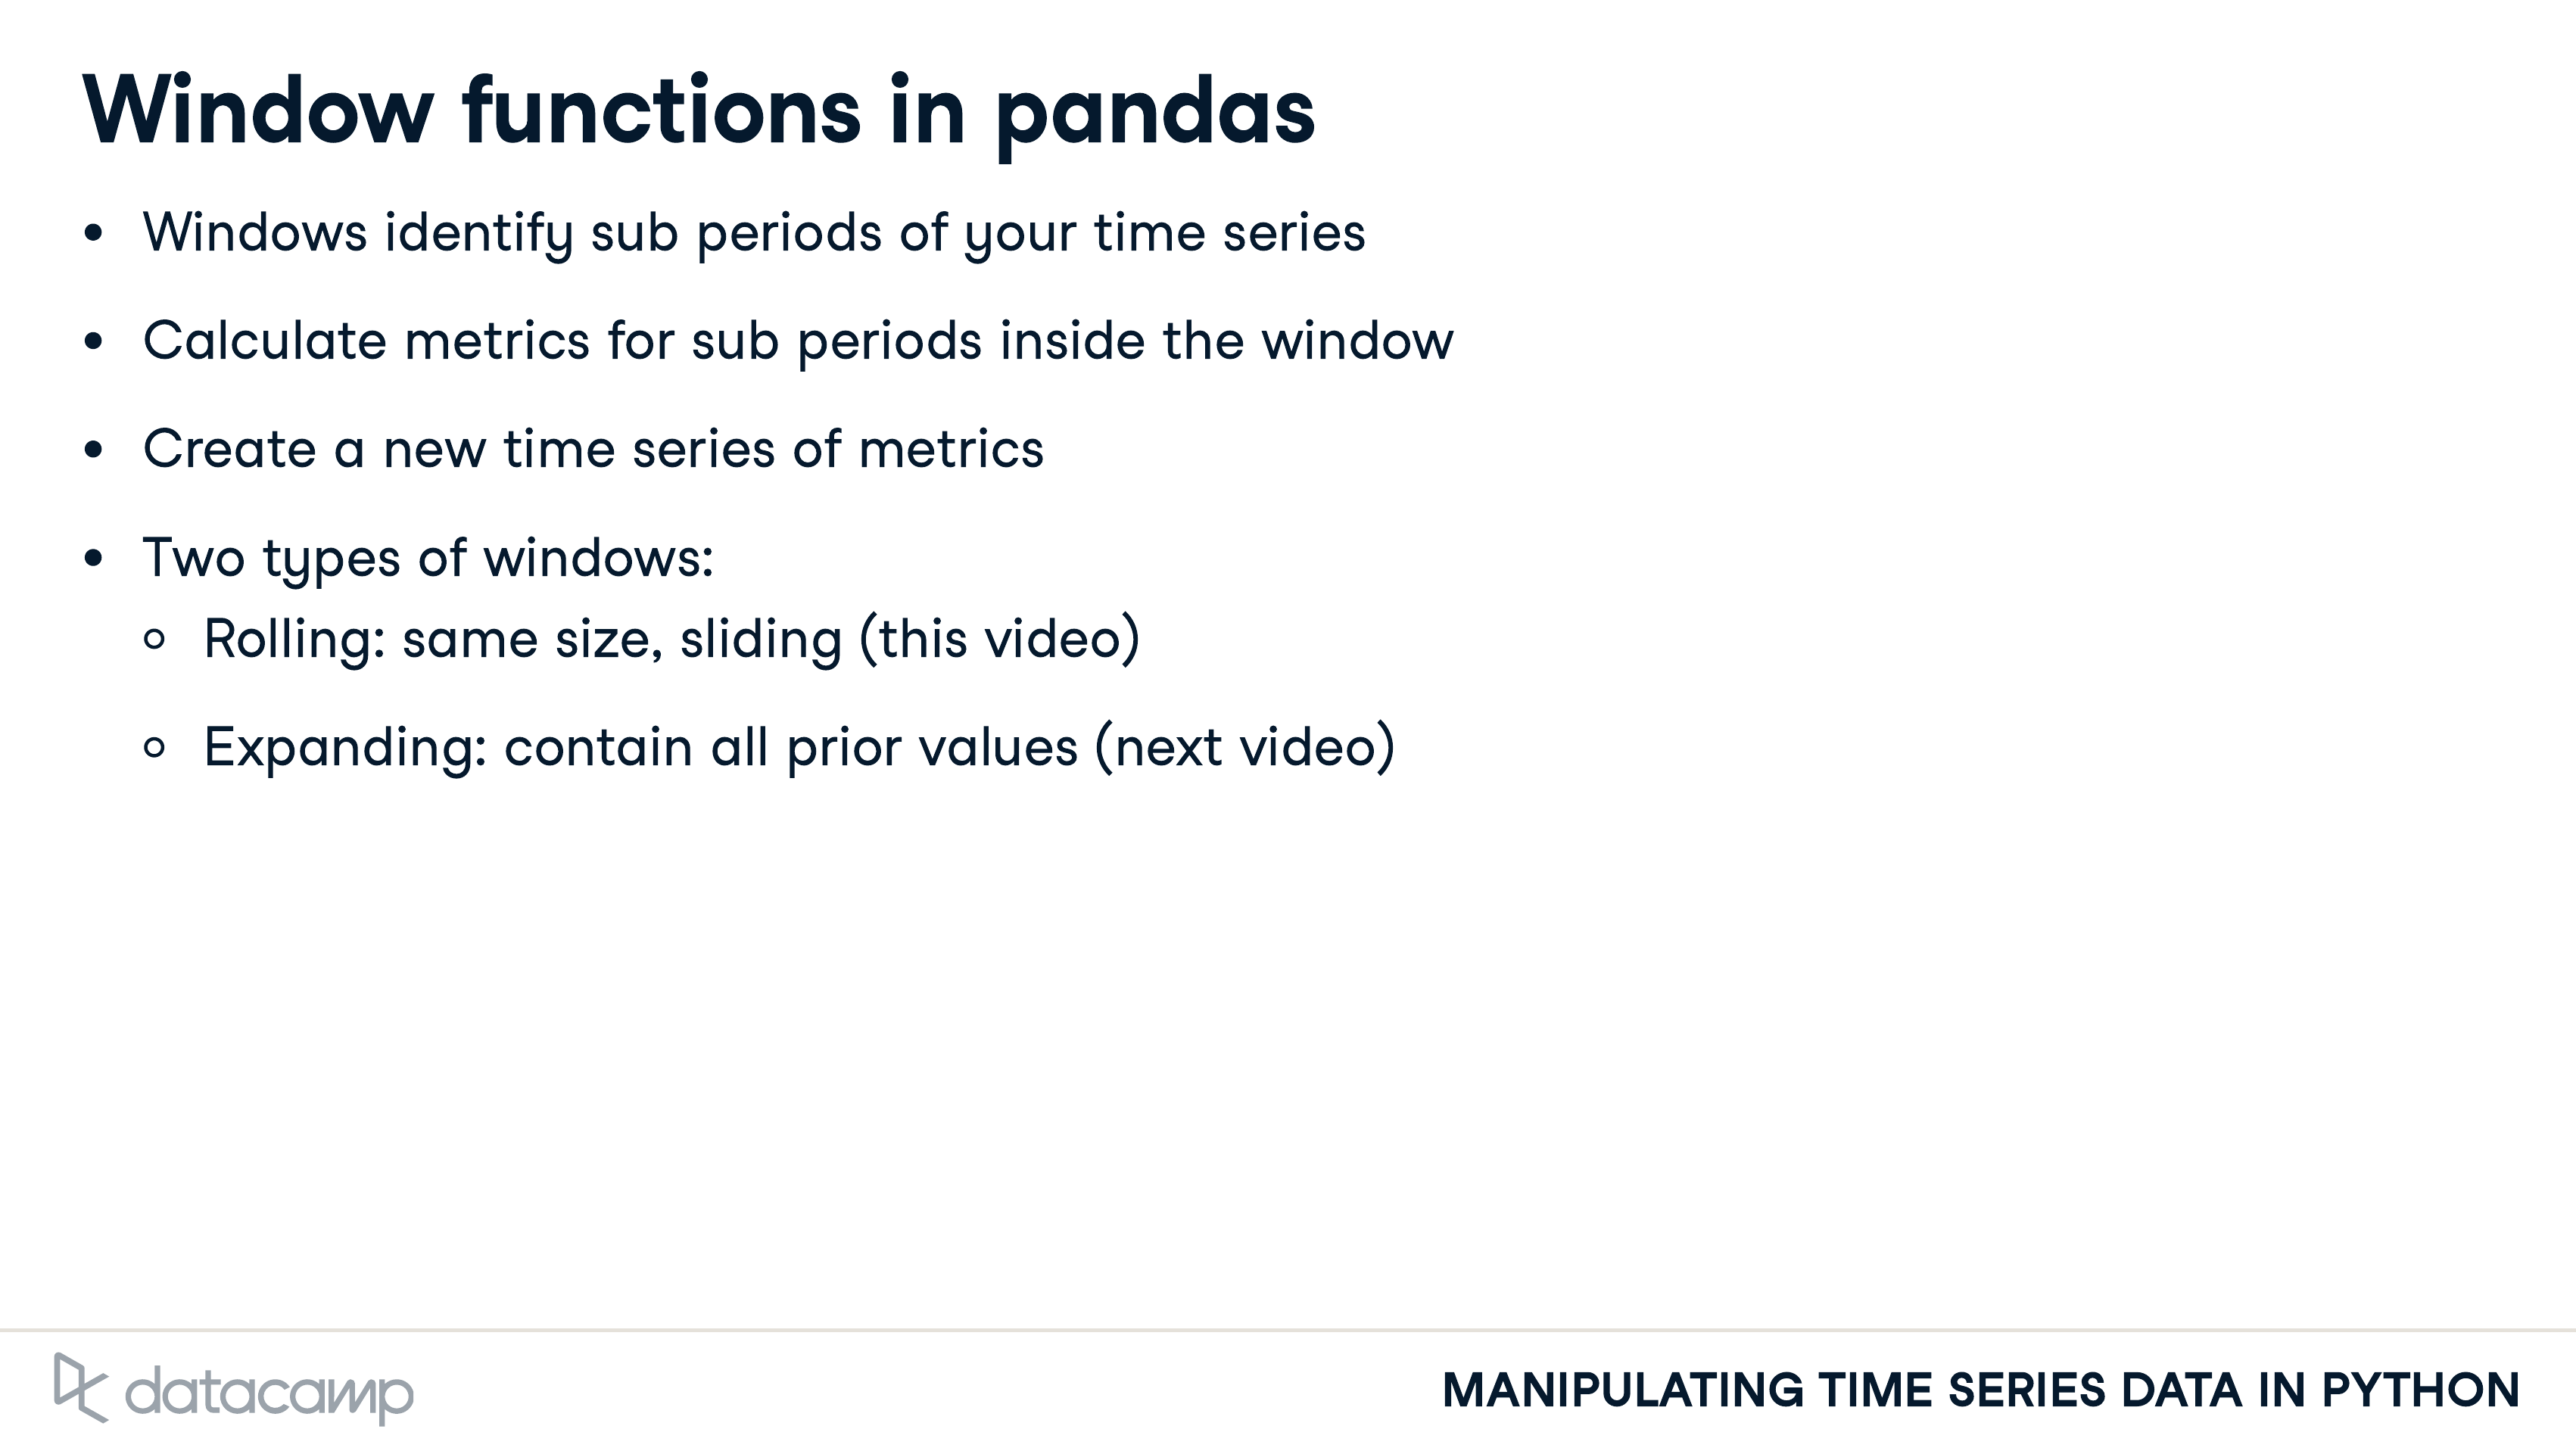 Window functions in pandas
• Windows identify sub periods of your time series
• Calculate metrics for sub periods inside the window
• Create a new time series of metrics
• Two types of windows:
○ Rolling: same size, sliding (this video)
○ Expanding: contain all prior values (next video)
datacamp
MANIPULATING TIME SERIES DATA IN PYTHON